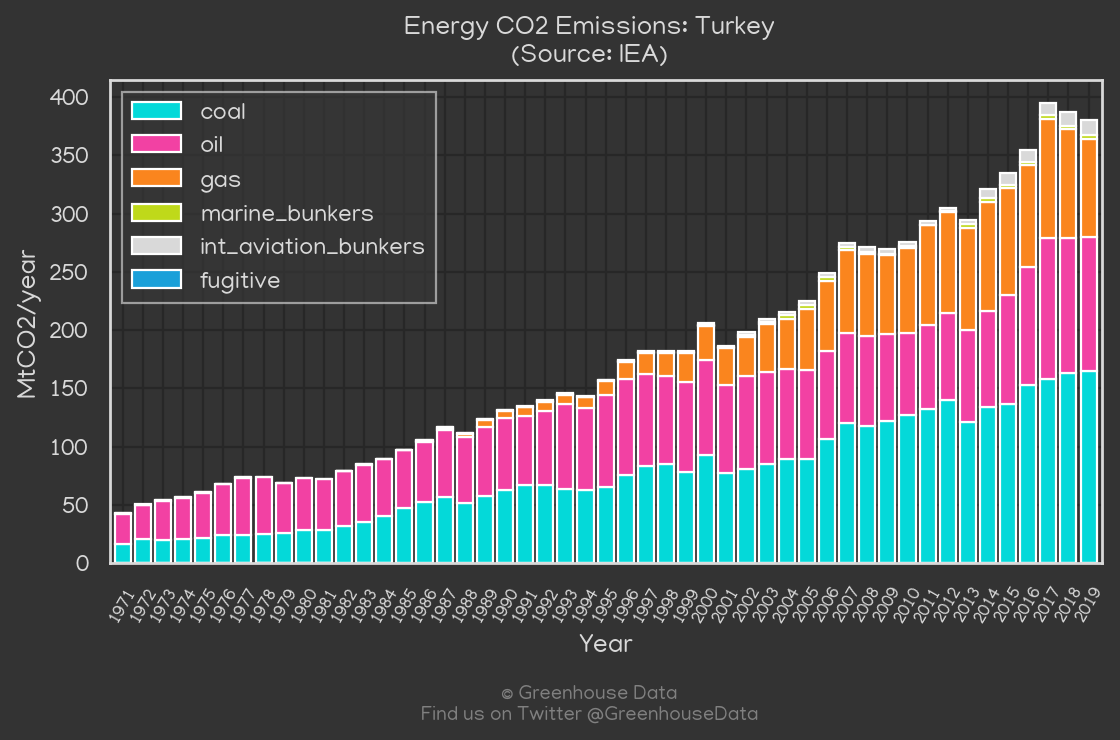 Energy CO2 Emissions: Turkey
(Source: IEA)
MtCO2/year
400
350
300
250
200
150
100
50
0
coal
oil
gas
marine_bunkers
int_aviation_bunkers
fugitive
1971 1972 1973 1974 1975 1976 1977 1978 1979 1980 1981 1982 1983 1984 1985 1986 1987 1988 1989 1990 1991 1992 1993 1994 1995 1996 1997 1998 1999 2000 2001 2002 2003 2004 2005 2006 2007 2008 2009 2010 2011 2012 2013 2014 2015 2016 2017 2018 2019
Year
© Greenhouse Data
Find us on Twitter @GreenhouseData